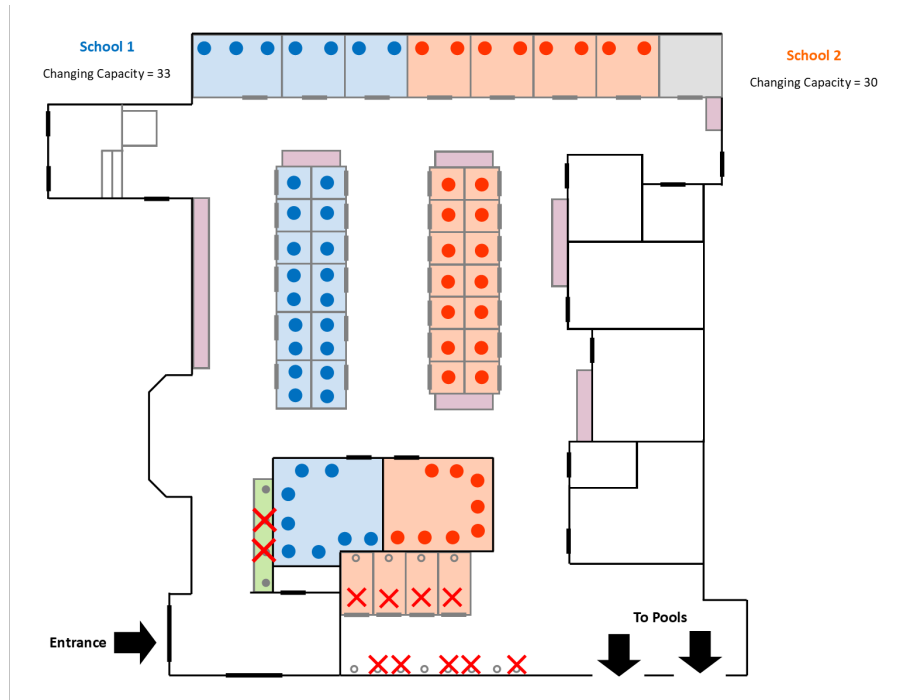 School 1
Changing Capacity = 33
School 2
Changing Capacity = 30
Entrance
To Pools